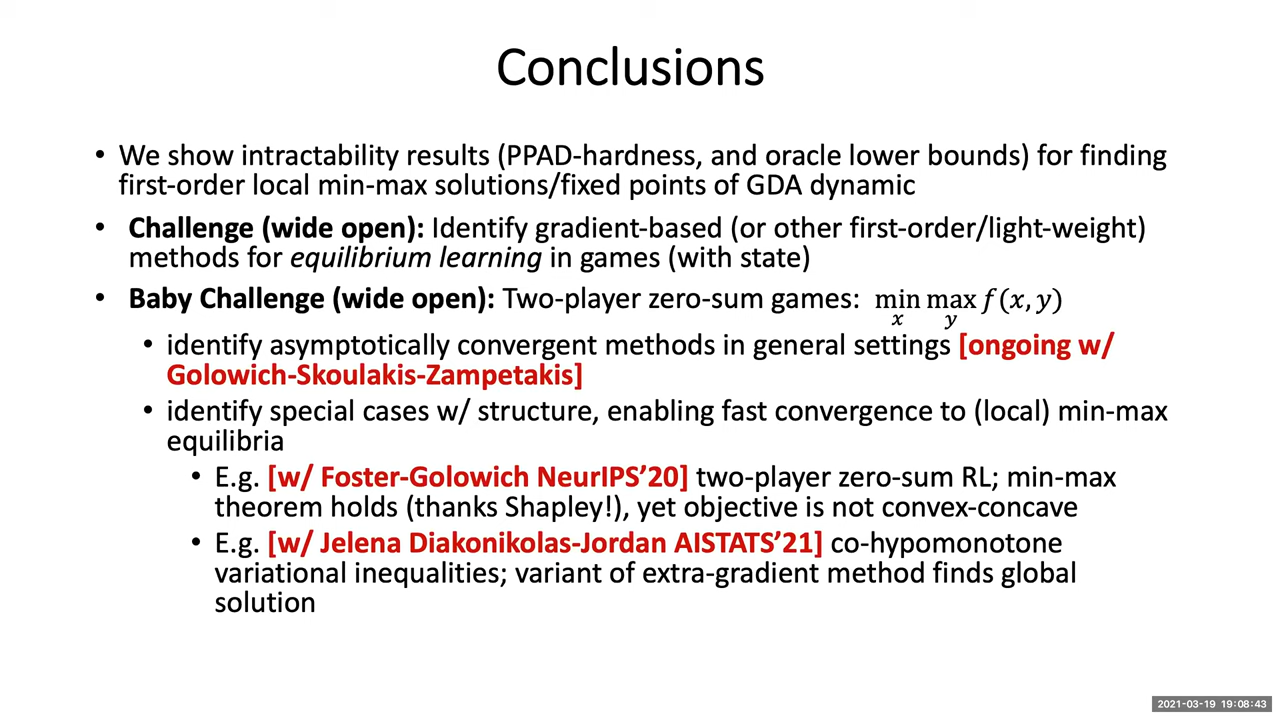 Conclusions
• We show intractability results (PPAD-hardness, and oracle lower bounds) for finding
first-order local min-max solutions/fixed points of GDA dynamic
• Challenge (wide open): Identify gradient-based (or other first-order/light-weight)
methods for equilibrium learning in games (with state)
• Baby Challenge (wide open): Two-player zero-sum games: min max f(x, y)
x y
• identify asymptotically convergent methods in general settings [ongoing w/
Golowich-Skoulakis-Zampetakis]
• identify special cases w/ structure, enabling fast convergence to (local) min-max
equilibria
• E.g. [w/ Foster-Golowich NeurIPS’20] two-player zero-sum RL; min-max
theorem holds (thanks Shapley!), yet objective is not convex-concave
• E.g. [w/ Jelena Diakonikolas-Jordan AISTATS’21] co-hypomonotone
variational inequalities; variant of extra-gradient method finds global
solution
2021-03-19 19:08:43